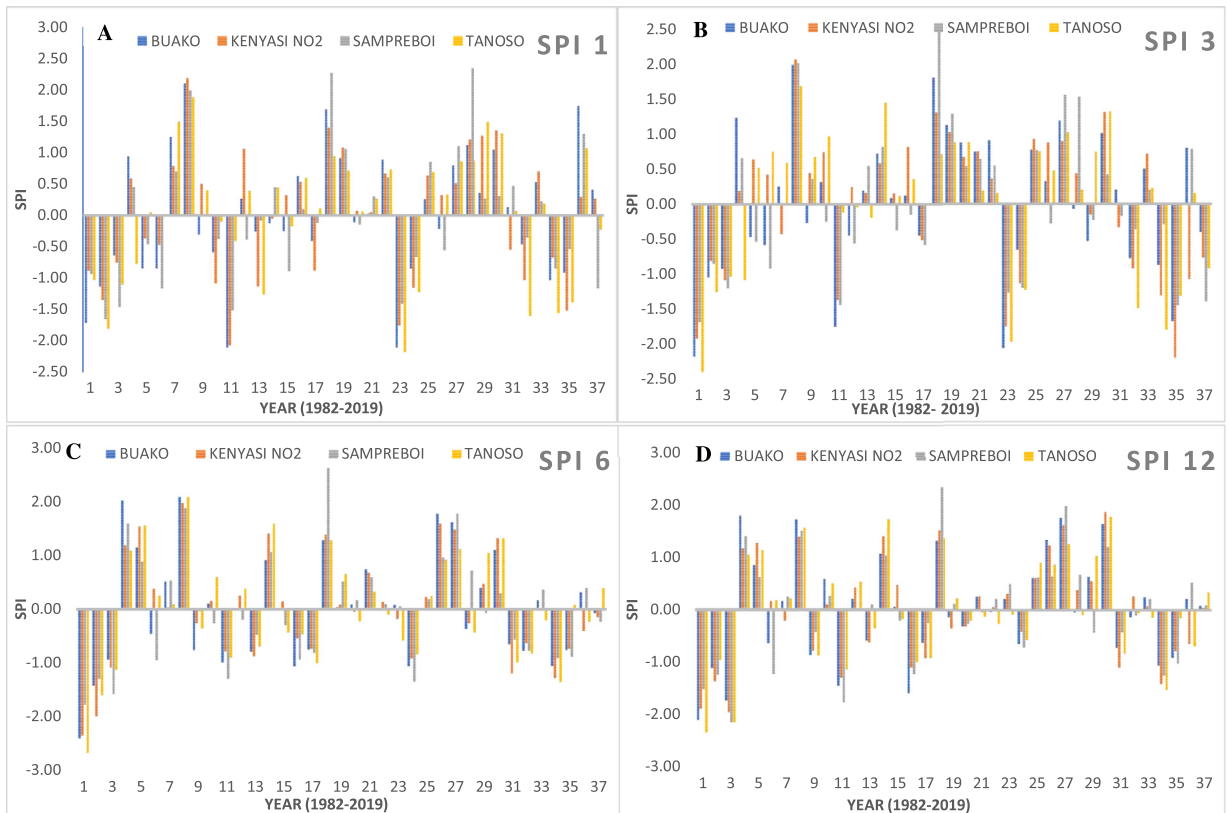 A
BUAKO KENYASI NO2 SAMPREBOI TANOSO
SPI 1
3.00
2.50
2.00
1.50
1.00
0.50
0.00
-0.50
-1.00
-1.50
-2.00
-2.50
SPI
1 3 5 7 9 11 13 15 17 19 21 23 25 27 29 31 33 35 37
YEAR (1982-2019)
B
BUAKO KENYASI NO2 SAMPREBOI TANOSO
SPI 3
2.50
2.00
1.50
1.00
0.50
0.00
-0.50
-1.00
-1.50
-2.00
-2.50
SPI
1 3 5 7 9 11 13 15 17 19 21 23 25 27 29 31 33 35 37
YEAR (1982- 2019)
C
BUAKO KENYASI NO2 SAMPREBOI TANOSO
SPI 6
3.00
2.00
1.00
0.00
-1.00
-2.00
-3.00
SPI
1 3 5 7 9 11 13 15 17 19 21 23 25 27 29 31 33 35 37
YEAR (1982-2019)
D
BUAKO KENYASI NO2 SAMPREBOI TANOSO
SPI 12
3.00
2.00
1.00
0.00
-1.00
-2.00
-3.00
SPI
1 3 5 7 9 11 13 15 17 19 21 23 25 27 29 31 33 35 37
YEAR (1982-2019)